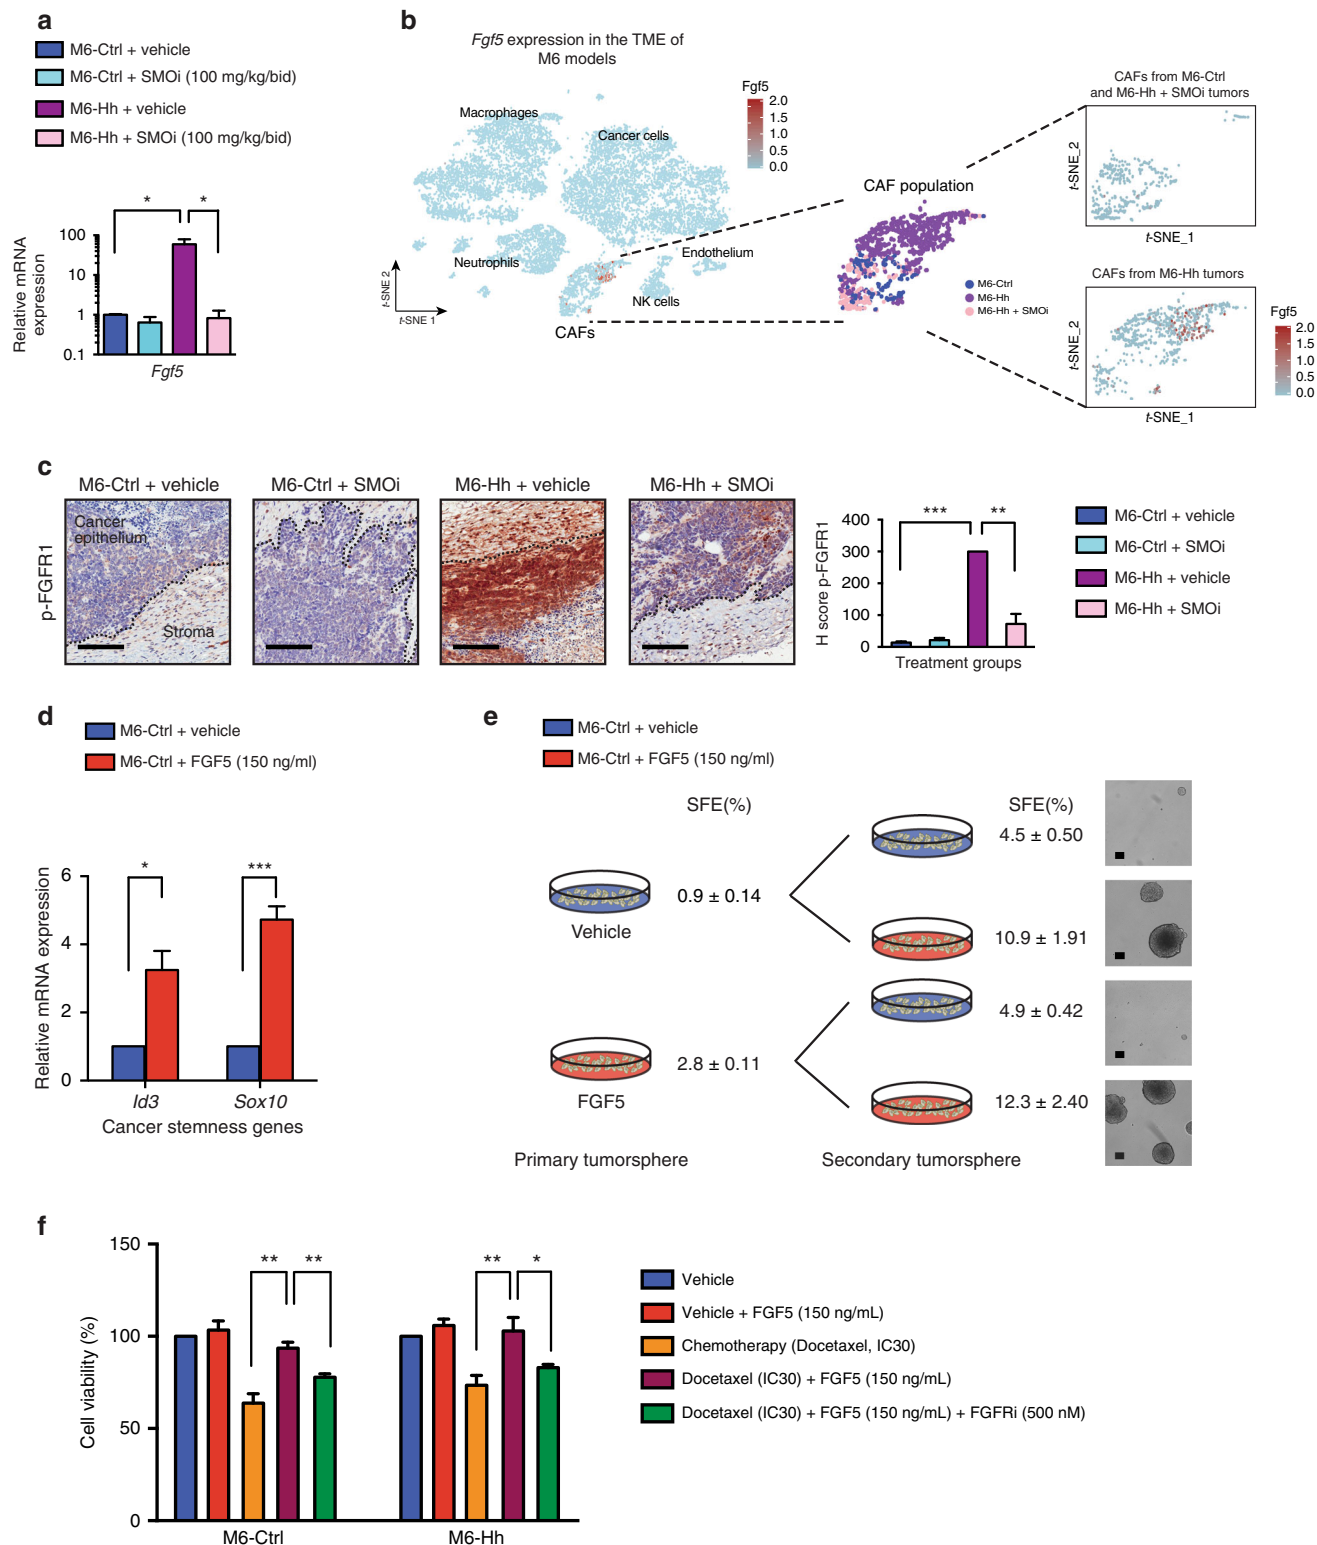 a
M6-Ctrl + vehicle
M6-Ctrl + SMOi (100 mg/kg/bid)
M6-Hh + vehicle
M6-Hh + SMOi (100 mg/kg/bid)
* *
Relative mRNA
expression
100
10
1
0.1
Fgf5
b
Fgf5 expression in the TME of
M6 models
Macrophages
Cancer cells
Neutrophils
Endothelium
NK cells
CAFs
t-SNE 2
t-SNE 1
Fgf5
2.0
1.5
1.0
0.5
0.0
CAF population
M6-Ctrl
M6-Hh
M6-Hh + SMOi
CAFs from M6-Ctrl
and M6-Hh + SMOi tumors
t-SNE_2
t-SNE_1
CAFs from M6-Hh tumors
t-SNE_2
t-SNE_1
Fgf5
2.0
1.5
1.0
0.5
0.0
c
M6-Ctrl + vehicle
M6-Ctrl + SMOi
M6-Hh + vehicle
M6-Hh + SMOi
p-FGFR1
Cancer
epithelium
Stroma
H score p-FGFR1
400
300
200
100
0
*** **
Treatment groups
M6-Ctrl + vehicle
M6-Ctrl + SMOi
M6-Hh + vehicle
M6-Hh + SMOi
d
M6-Ctrl + vehicle
M6-Ctrl + FGF5 (150 ng/ml)
Relative mRNA expression
6
4
2
0
* ***
Id3 Sox10
Cancer stemness genes
e
M6-Ctrl + vehicle
M6-Ctrl + FGF5 (150 ng/ml)
SFE(%)
SFE(%)
4.5 ± 0.50
0.9 ± 0.14
Vehicle
10.9 ± 1.91
4.9 ± 0.42
2.8 ± 0.11
FGF5
12.3 ± 2.40
Primary tumorsphere
Secondary tumorsphere
f
Cell viability (%)
150
100
50
0
** ** ** *
M6-Ctrl
M6-Hh
Vehicle
Vehicle + FGF5 (150 ng/mL)
Chemotherapy (Docetaxel, IC30)
Docetaxel (IC30) + FGF5 (150 ng/mL)
Docetaxel (IC30) + FGF5 (150 ng/mL) + FGFRi (500 nM)